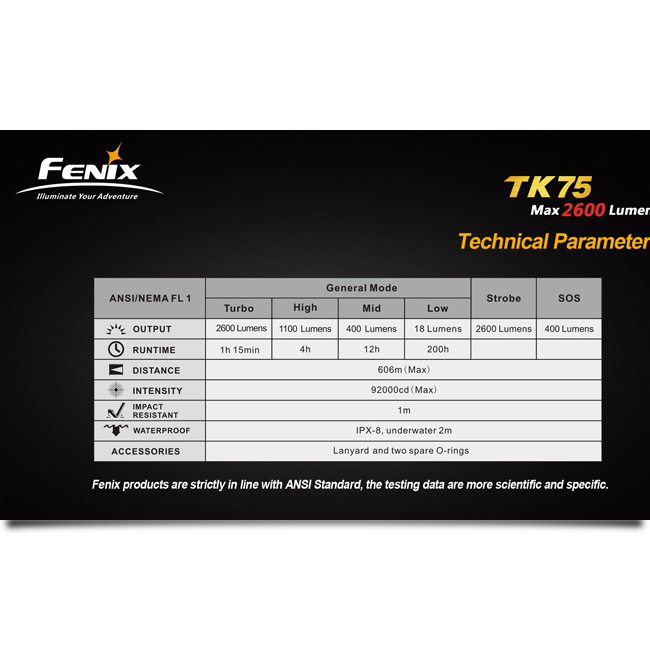 FENIX
Illuminate Your Adventure
TK75
Max 2600 Lumen
Technical Parameter
ANSI/NEMA FL 1 General Mode Strobe SOS
Turbo High Mid Low
OUTPUT 2600 Lumens 1100 Lumens 400 Lumens 18 Lumens 2600 Lumens 400 Lumens
RUNTIME 1h 15min 4h 12h 200h
DISTANCE 606m (Max)
INTENSITY 92000cd (Max)
IMPACT RESISTANT 1m
WATERPROOF IPX-8, underwater 2m
ACCESSORIES Lanyard and two spare O-rings
Fenix products are strictly in line with ANSI Standard, the testing data are more scientific and specific.